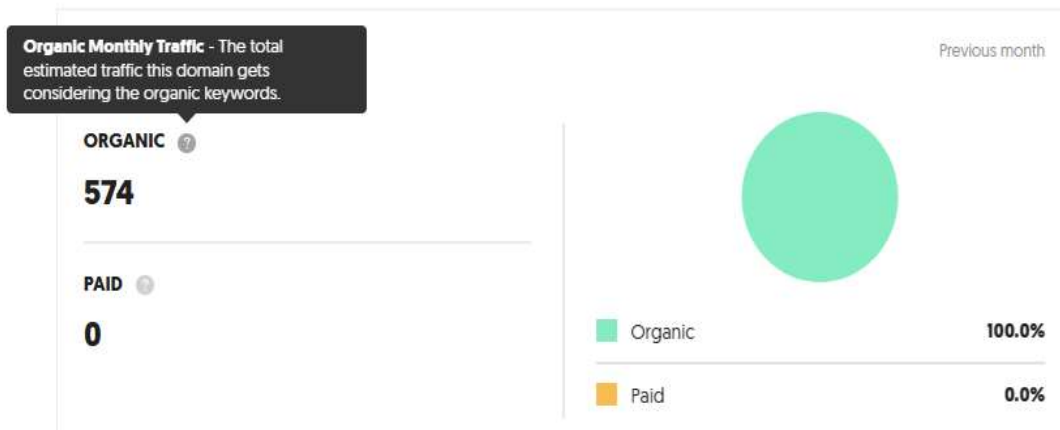 Organic Monthly Traffic - The total
estimated traffic this domain gets
considering the organic keywords.
Previous month
ORGANIC ?
574
PAID ?
0
Organic 100.0%
Paid 0.0%